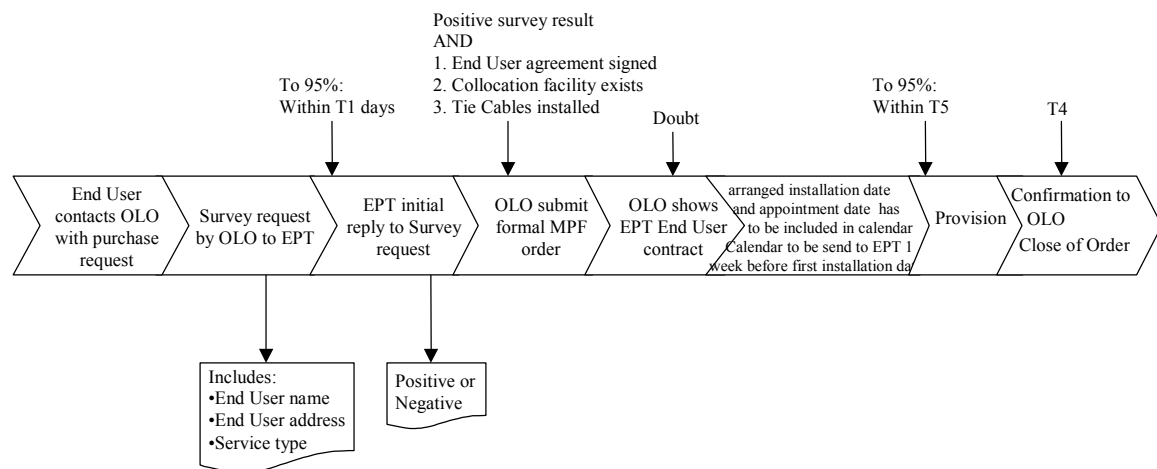 Positive survey result
AND
1. End User agreement signed
2. Collocation facility exists
3. Tie Cables installed
To 95%:
Within T1 days
Doubt
To 95%:
Within T5
T4
End User
contacts OLO
with purchase
request
Survey request
by OLO to EPT
EPT initial
reply to Survey
request
OLO submit
formal MPF
order
OLO shows
EPT End User
contract
arranged installation date
and appointment date has
to be included in calendar
Calendar to be send to EPT 1
week before first installation da
Provision
Confirmation to
OLO
Close of Order
Includes:
•End User name
•End User address
•Service type
Positive or
Negative